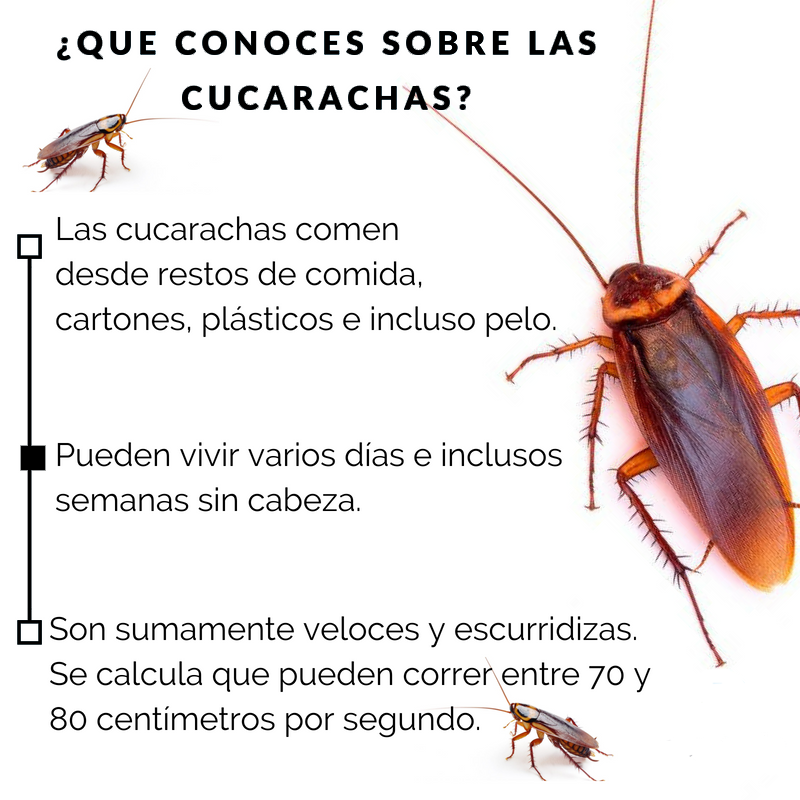 ¿QUE CONOCES SOBRE LAS
CUCARACHAS?
Las cucarachas comen
desde restos de comida,
cartones, plásticos e incluso pelo.
Pueden vivir varios días e inclusos
semanas sin cabeza.
Son sumamente veloces y escurridizas.
Se calcula que pueden correr entre 70 y
80 centímetros por segundo.